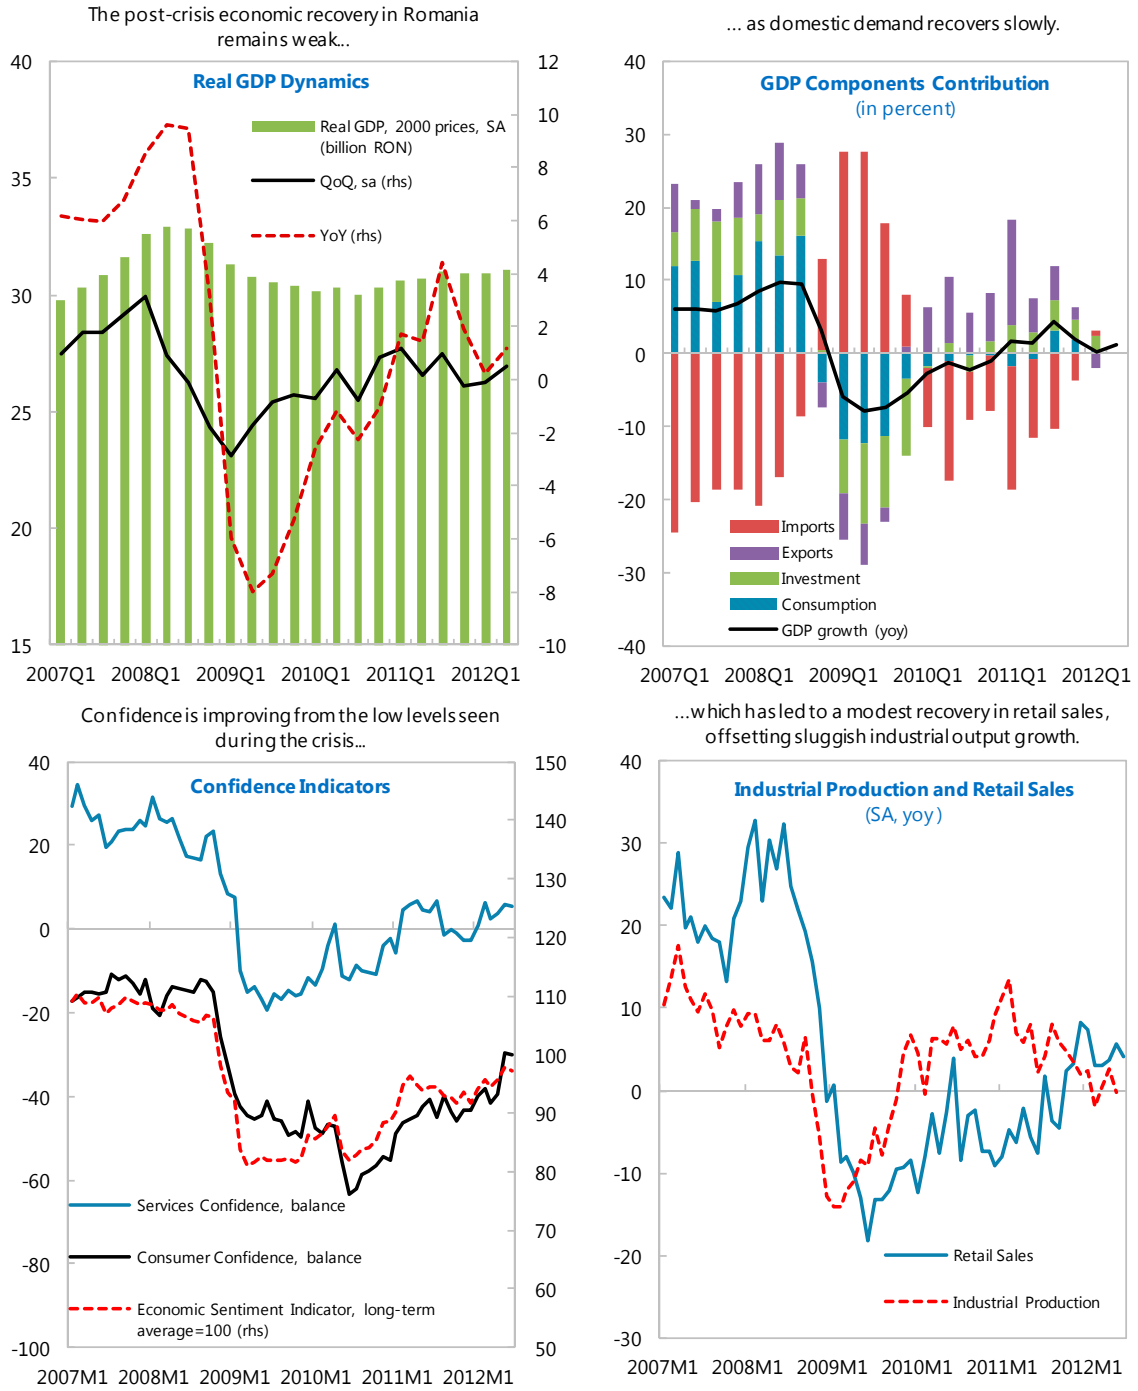 The post-crisis economic recovery in Romania
remains weak...
Real GDP Dynamics
Real GDP, 2000 prices, SA
(billion RON)
QoQ, sa (rhs)
YoY (rhs)
40
35
30
25
20
15
12
10
8
6
4
2
0
-2
-4
-6
-8
-10
2007Q1 2008Q1 2009Q1 2010Q1 2011Q1 2012Q1
... as domestic demand recovers slowly.
GDP Components Contribution
(in percent)
40
30
20
10
0
-10
-20
-30
-40
Imports
Exports
Investment
Consumption
GDP growth (yoy)
2007Q1 2008Q1 2009Q1 2010Q1 2011Q1 2012Q1
Confidence is improving from the low levels seen
during the crisis...
Confidence Indicators
40
20
0
-20
-40
-60
-80
-100
150
140
130
120
110
100
90
80
70
60
50
Services Confidence, balance
Consumer Confidence, balance
Economic Sentiment Indicator, long-term
average=100 (rhs)
2007M1 2008M1 2009M1 2010M1 2011M1 2012M1
...which has led to a modest recovery in retail sales,
offsetting sluggish industrial output growth.
Industrial Production and Retail Sales
(SA, yoy)
40
30
20
10
0
-10
-20
-30
Retail Sales
Industrial Production
2007M1 2008M1 2009M1 2010M1 2011M1 2012M1